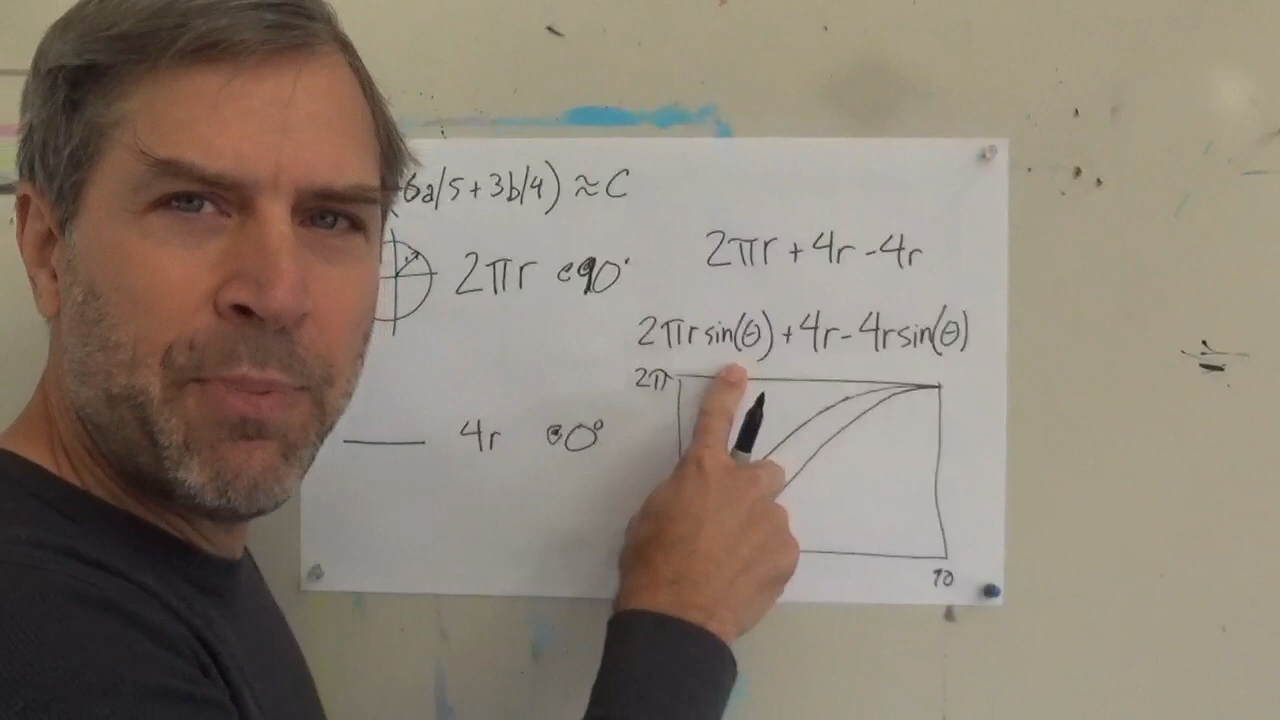 (6a/5 + 3b/4) ≈ C
2πr @90°
2πr + 4r - 4r
2πr sin(θ) + 4r - 4r sin(θ)
2π
4r @0°
90